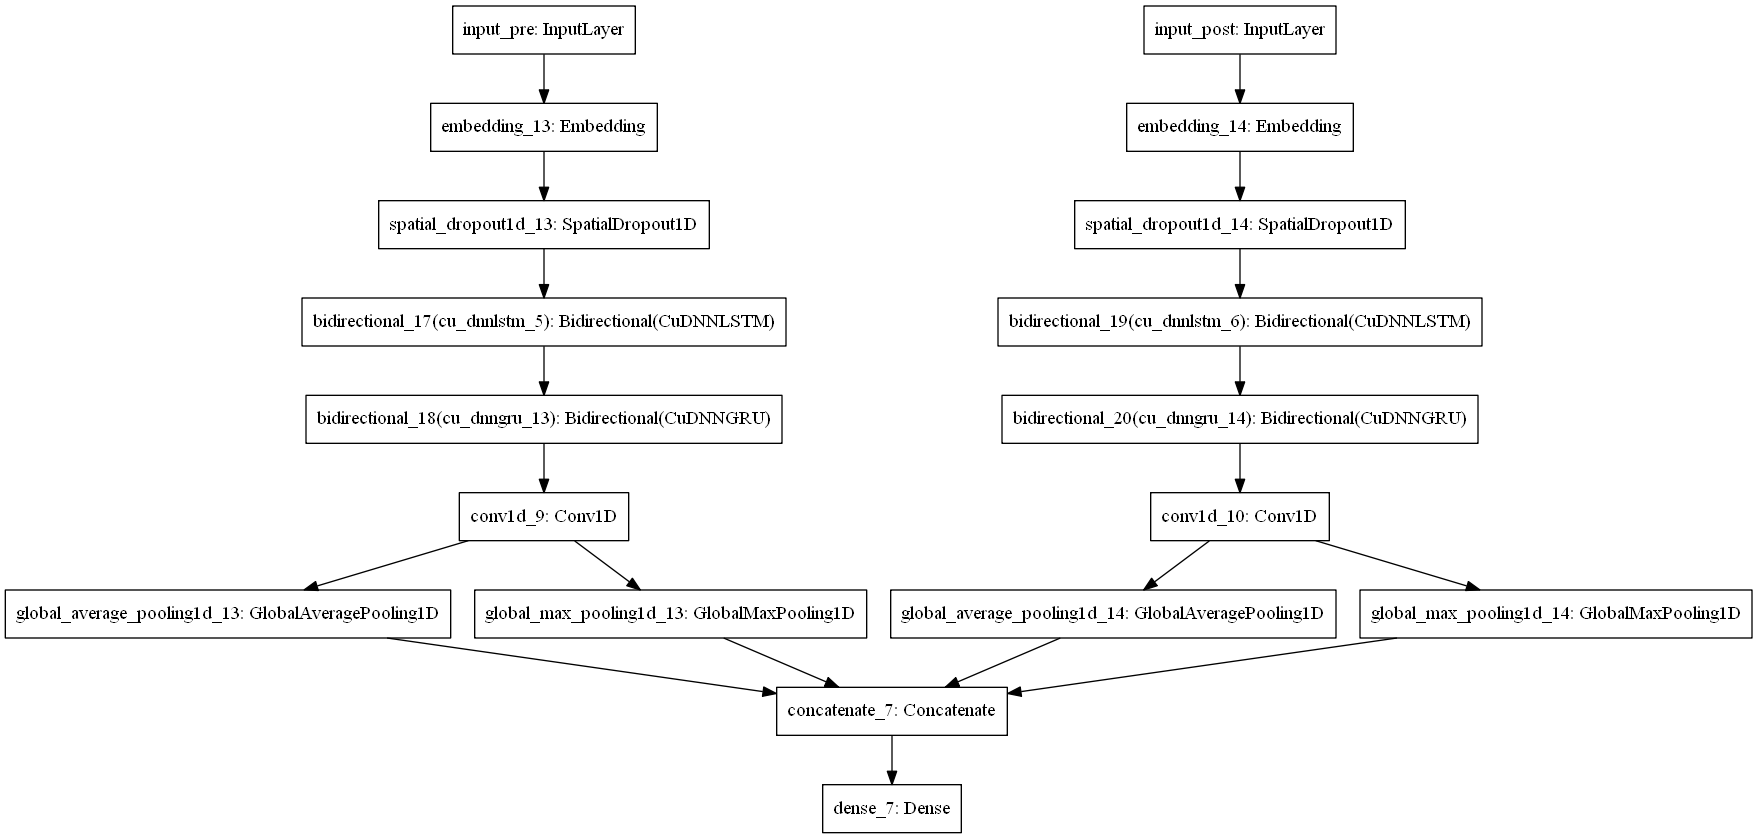 input_pre: InputLayer
input_post: InputLayer
embedding_13: Embedding
embedding_14: Embedding
spatial_dropout1d_13: SpatialDropout1D
spatial_dropout1d_14: SpatialDropout1D
bidirectional_17(cu_dnnlstm_5): Bidirectional(CuDNNLSTM)
bidirectional_19(cu_dnnlstm_6): Bidirectional(CuDNNLSTM)
bidirectional_18(cu_dnngru_13): Bidirectional(CuDNNGRU)
bidirectional_20(cu_dnngru_14): Bidirectional(CuDNNGRU)
conv1d_9: Conv1D
conv1d_10: Conv1D
global_average_pooling1d_13: GlobalAveragePooling1D
global_max_pooling1d_13: GlobalMaxPooling1D
global_average_pooling1d_14: GlobalAveragePooling1D
global_max_pooling1d_14: GlobalMaxPooling1D
concatenate_7: Concatenate
dense_7: Dense